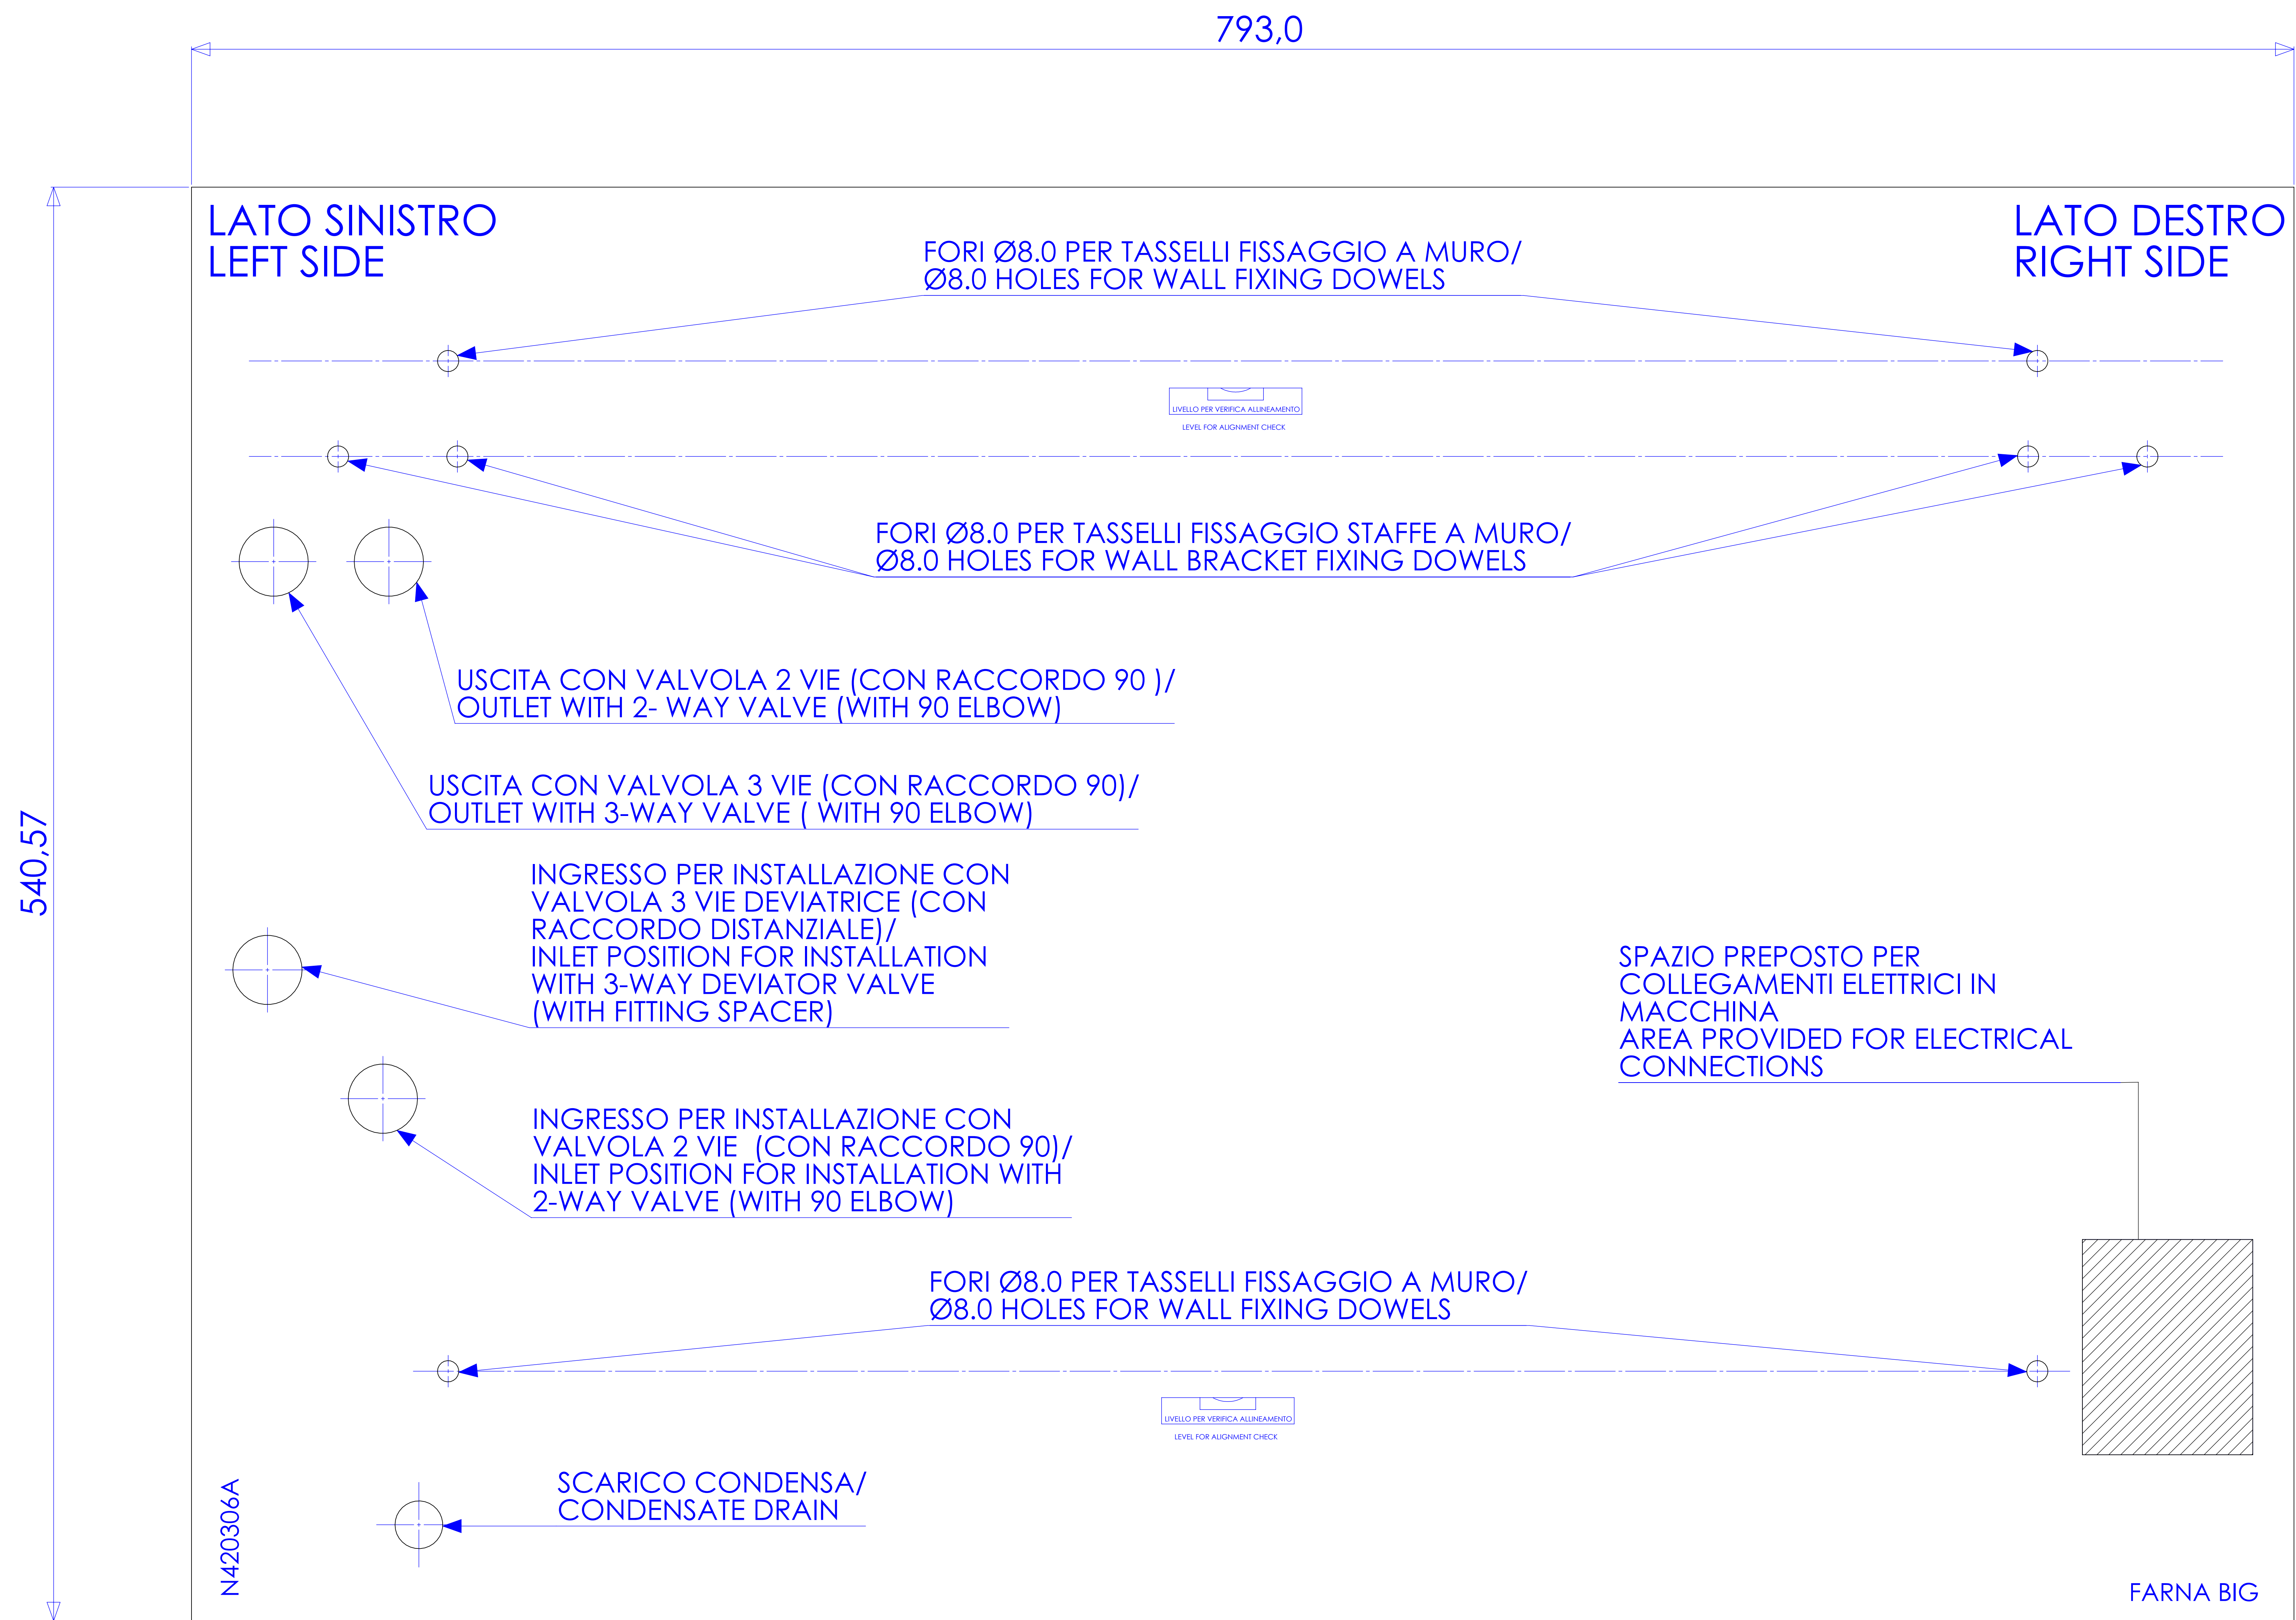 793,0
540,57
LATO SINISTRO
LEFT SIDE
LATO DESTRO
RIGHT SIDE
FORI Ø8.0 PER TASSELLI FISSAGGIO A MURO/
Ø8.0 HOLES FOR WALL FIXING DOWELS
LIVELLO PER VERIFICA ALLINEAMENTO
LEVEL FOR ALIGNMENT CHECK
FORI Ø8.0 PER TASSELLI FISSAGGIO STAFFE A MURO/
Ø8.0 HOLES FOR WALL BRACKET FIXING DOWELS
USCITA CON VALVOLA 2 VIE (CON RACCORDO 90 )/
OUTLET WITH 2- WAY VALVE (WITH 90 ELBOW)
USCITA CON VALVOLA 3 VIE (CON RACCORDO 90)/
OUTLET WITH 3-WAY VALVE ( WITH 90 ELBOW)
INGRESSO PER INSTALLAZIONE CON
VALVOLA 3 VIE DEVIATRICE (CON
RACCORDO DISTANZIALE)/
INLET POSITION FOR INSTALLATION
WITH 3-WAY DEVIATOR VALVE
(WITH FITTING SPACER)
SPAZIO PREPOSTO PER
COLLEGAMENTI ELETTRICI IN
MACCHINA
AREA PROVIDED FOR ELECTRICAL
CONNECTIONS
INGRESSO PER INSTALLAZIONE CON
VALVOLA 2 VIE  (CON RACCORDO 90)/
INLET POSITION FOR INSTALLATION WITH
2-WAY VALVE (WITH 90 ELBOW)
FORI Ø8.0 PER TASSELLI FISSAGGIO A MURO/
Ø8.0 HOLES FOR WALL FIXING DOWELS
LIVELLO PER VERIFICA ALLINEAMENTO
LEVEL FOR ALIGNMENT CHECK
SCARICO CONDENSA/
CONDENSATE DRAIN
N420306A
FARNA BIG